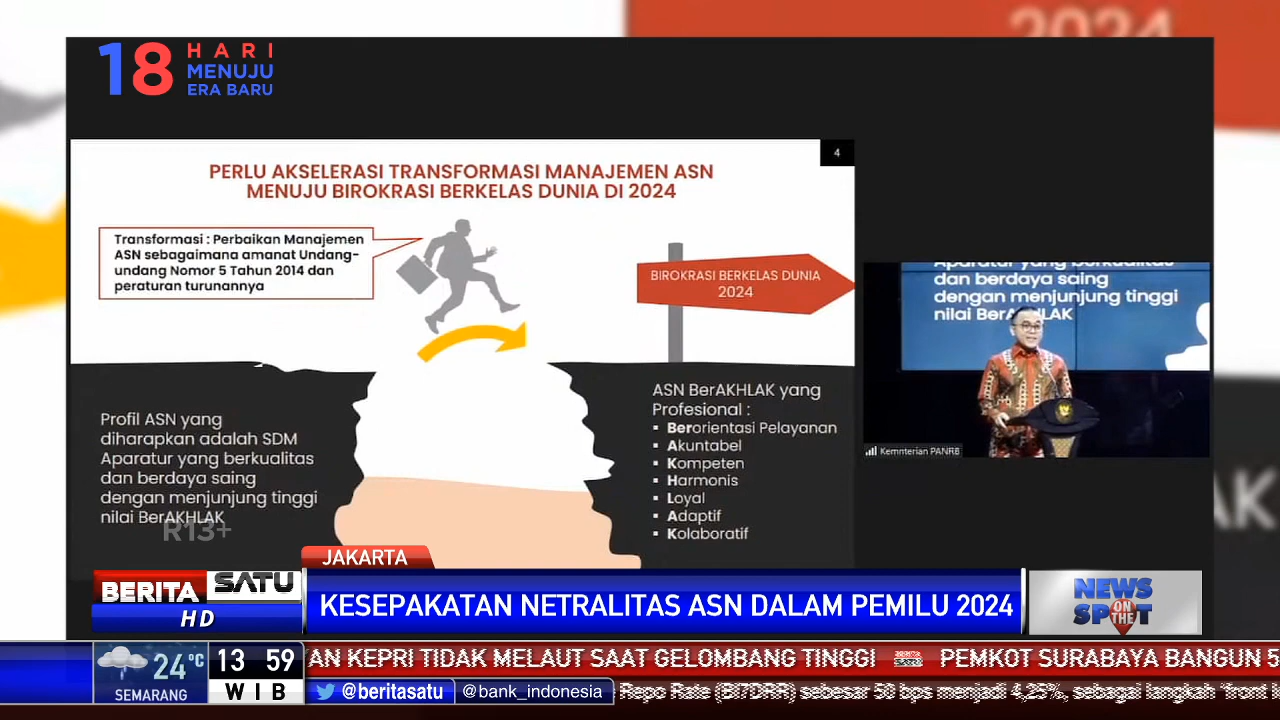 2024
18 HARI
MENUJU
ERA BARU
4
PERLU AKSELERASI TRANSFORMASI MANAJEMEN ASN
MENUJU BIROKRASI BERKELAS DUNIA DI 2024
Transformasi : Perbaikan Manajemen
ASN sebagaimana amanat Undang-
undang Nomor 5 Tahun 2014 dan
peraturan turunannya
BIROKRASI BERKELAS DUNIA
2024
Profil ASN yang
diharapkan adalah SDM
Aparatur yang berkualitas
dan berdaya saing
dengan menjunjung tinggi
nilai BerAKHLAK
ASN BerAKHLAK yang
Profesional :
▪ Berorientasi Pelayanan
▪ Akuntabel
▪ Kompeten
▪ Harmonis
▪ Loyal
▪ Adaptif
▪ Kolaboratif
Aparatur yang berkualitas
dan berdaya saing
dengan menjunjung tinggi
nilai BerAKHLAK
Kemnterian PANRB
AK
R13+
JAKARTA
BERITA SATU
HD
KESEPAKATAN NETRALITAS ASN DALAM PEMILU 2024
NEWS
ON THE
SPOT
24°C
SEMARANG
13 59
WIB
AN KEPRI TIDAK MELAUT SAAT GELOMBANG TINGGI
PEMKOT SURABAYA BANGUN 5
@beritasatu
@bank_indonesia
Repo Rate (BI7DRR) sebesar 50 bps menjadi 4,25%, sebagai langkah 'front